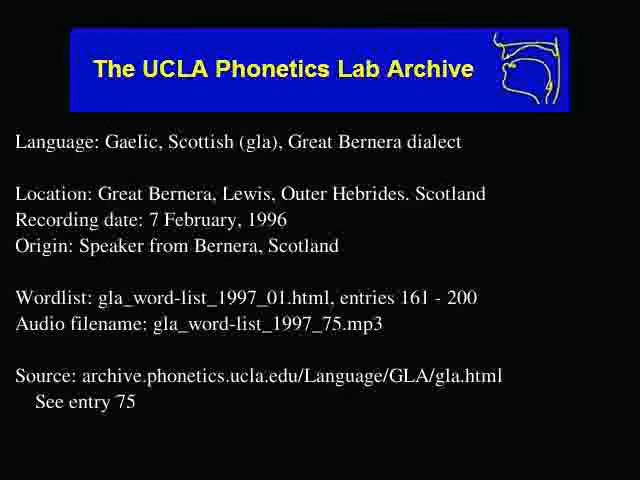 The UCLA Phonetics Lab Archive
Language: Gaelic, Scottish (gla), Great Bernera dialect
Location: Great Bernera, Lewis, Outer Hebrides. Scotland
Recording date: 7 February, 1996
Origin: Speaker from Bernera, Scotland
Wordlist: gla_word-list_1997_01.html, entries 161 - 200
Audio filename: gla_word-list_1997_75.mp3
Source: archive.phonetics.ucla.edu/Language/GLA/gla.html
See entry 75